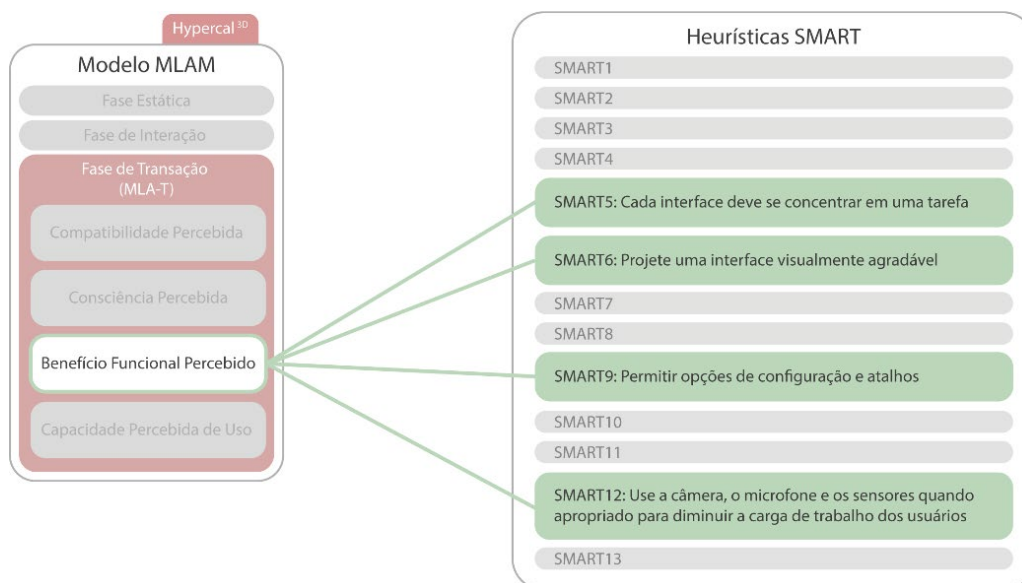 Hypercal 3D
Modelo MLAM
Fase Estática
Fase de Interação
Fase de Transação
(MLA-T)
Compatibilidade Percebida
Consciência Percebida
Benefício Funcional Percebido
Capacidade Percebida de Uso
Heurísticas SMART
SMART1
SMART2
SMART3
SMART4
SMART5: Cada interface deve se concentrar em uma tarefa
SMART6: Projete uma interface visualmente agradável
SMART7
SMART8
SMART9: Permitir opções de configuração e atalhos
SMART10
SMART11
SMART12: Use a câmera, o microfone e os sensores quando
apropriado para diminuir a carga de trabalho dos usuários
SMART13